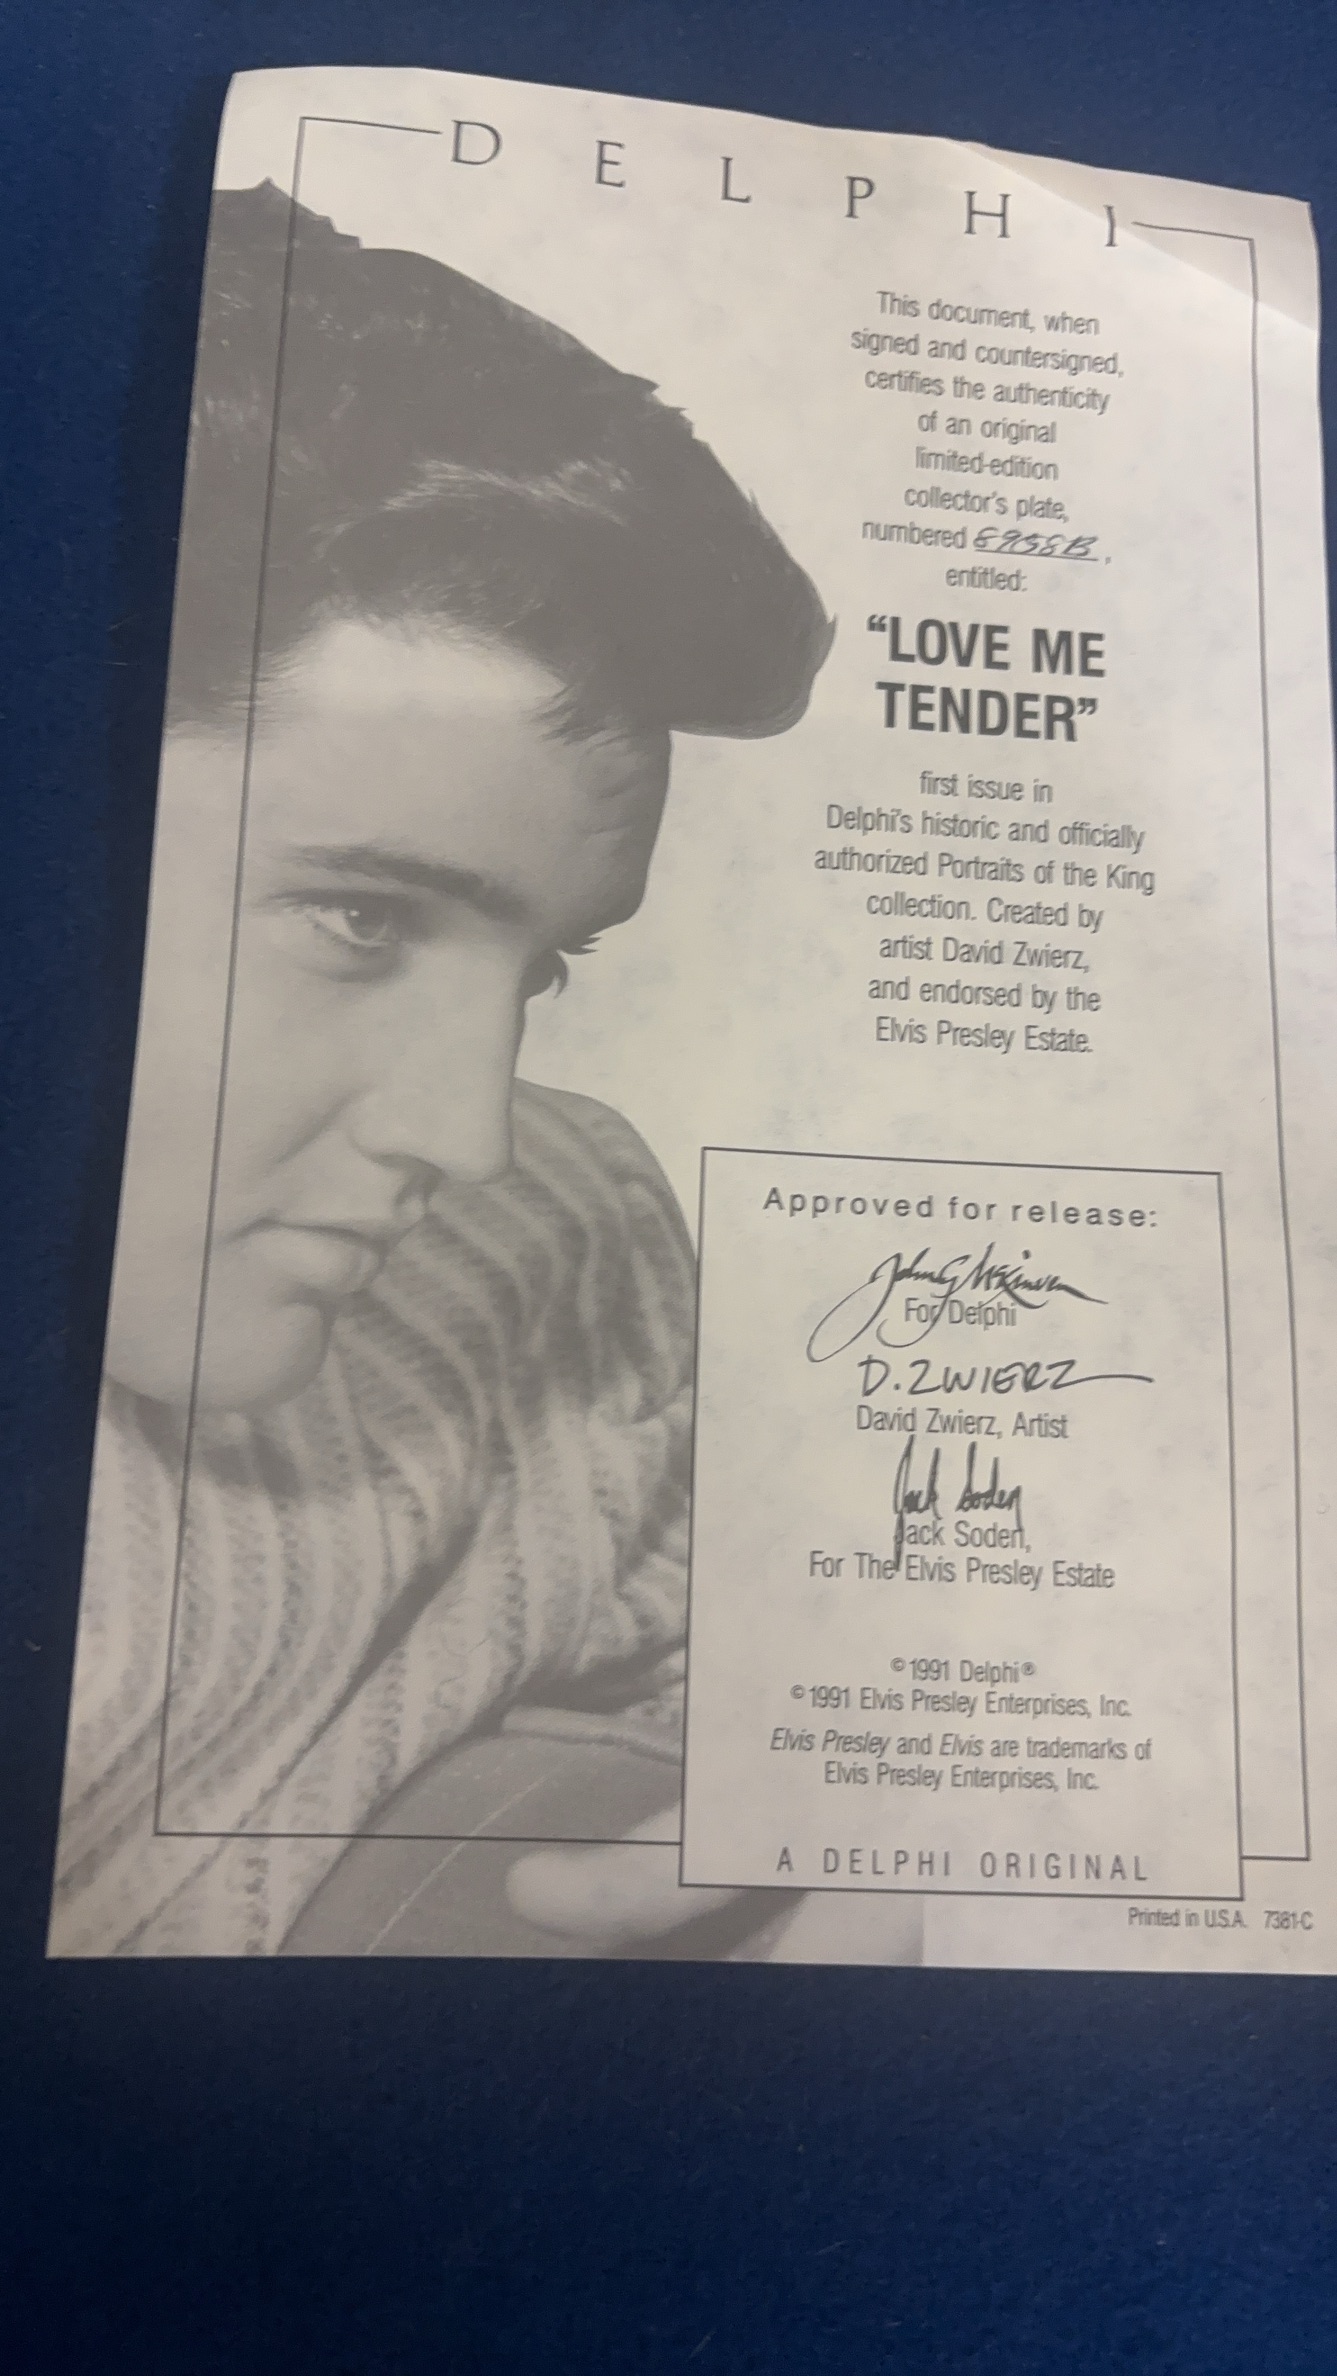 DELPHI
This document, when
signed and countersigned,
certifies the authenticity
of an original
limited-edition
collector's plate,
numbered 8958B,
entitled:
“LOVE ME
TENDER”
first issue in
Delphi's historic and officially
authorized Portraits of the King
collection. Created by
artist David Zwierz,
and endorsed by the
Elvis Presley Estate.
Approved for release:
For Delphi
D. ZWIERZ
David Zwierz, Artist
Jack Soden
Jack Soden,
For The Elvis Presley Estate
©1991 Delphi®
©1991 Elvis Presley Enterprises, Inc.
Elvis Presley and Elvis are trademarks of
Elvis Presley Enterprises, Inc.
A DELPHI ORIGINAL
Printed in U.S.A. 7381-C